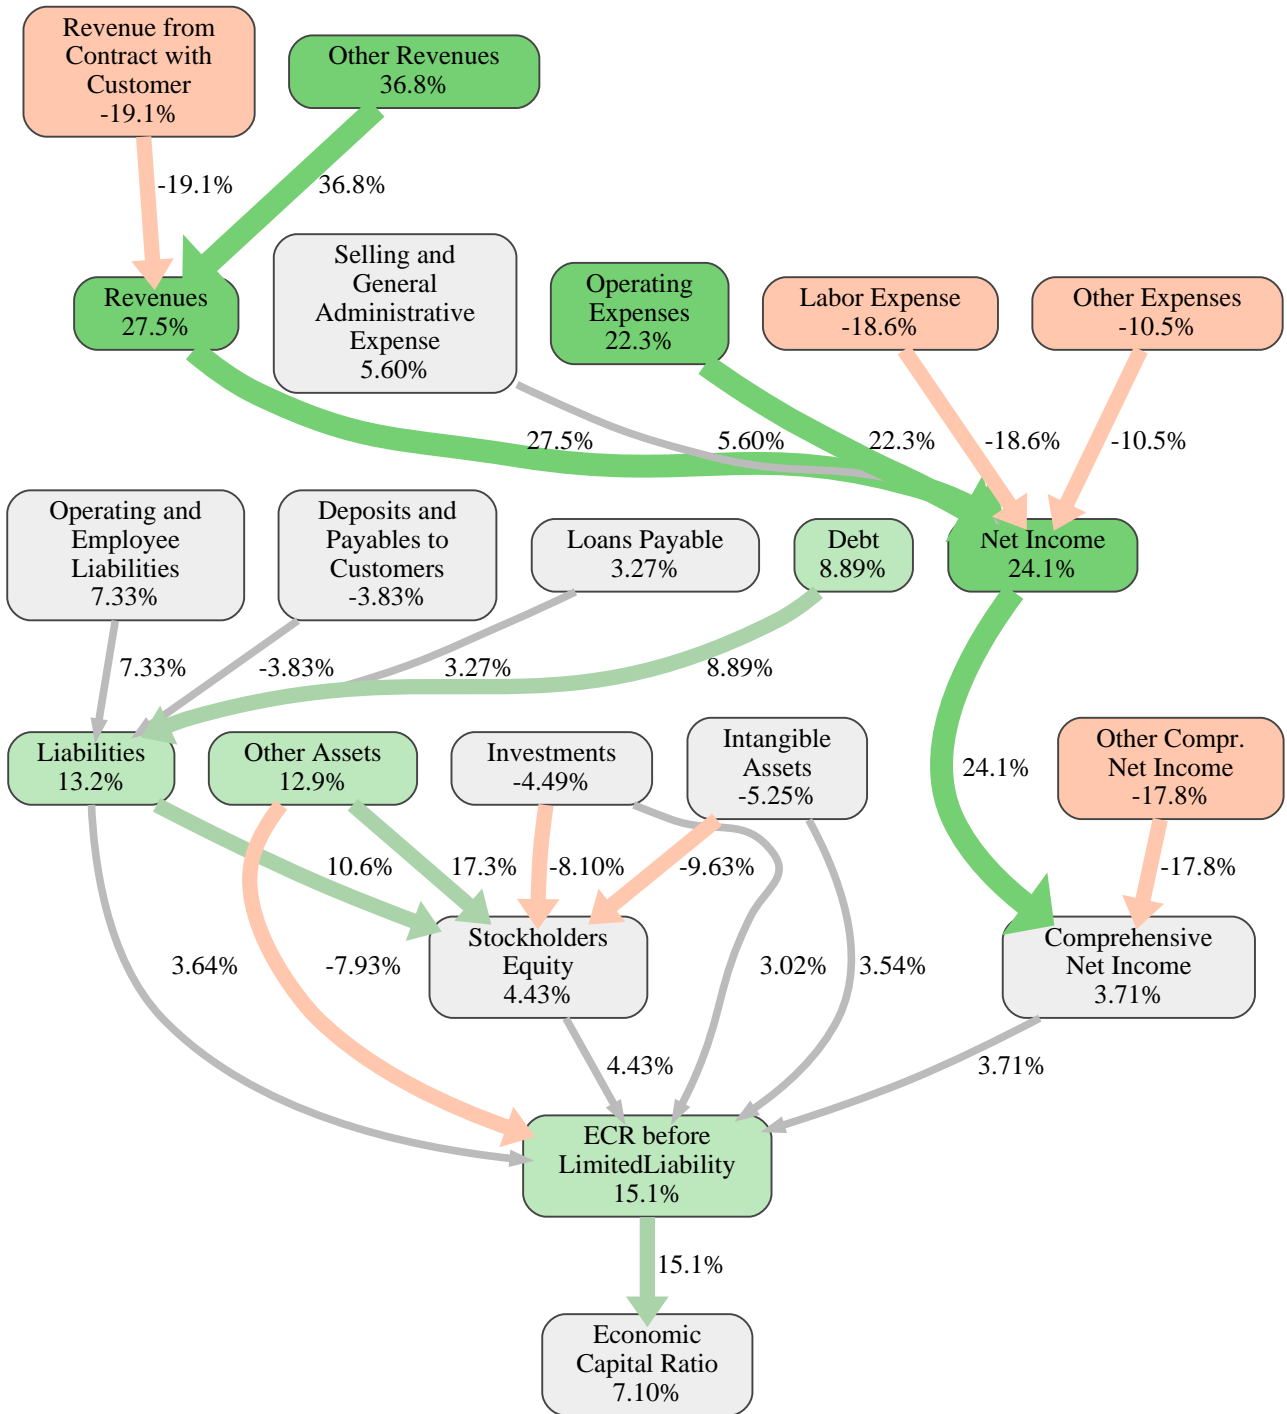 Revenue from
Contract with
Customer
-19.1%
Other Revenues
36.8%
-19.1%
36.8%
Revenues
27.5%
Selling and
General
Administrative
Expense
5.60%
Operating
Expenses
22.3%
Labor Expense
-18.6%
Other Expenses
-10.5%
27.5%
5.60%
22.3%
-18.6%
-10.5%
Operating and
Employee
Liabilities
7.33%
Deposits and
Payables to
Customers
-3.83%
Loans Payable
3.27%
Debt
8.89%
Net Income
24.1%
7.33%
-3.83%
3.27%
8.89%
Liabilities
13.2%
Other Assets
12.9%
Investments
-4.49%
Intangible
Assets
-5.25%
24.1%
Other Compr.
Net Income
-17.8%
10.6%
17.3%
-8.10%
-9.63%
-17.8%
Stockholders
Equity
4.43%
Comprehensive
Net Income
3.71%
3.64%
-7.93%
3.02%
3.54%
4.43%
3.71%
ECR before
LimitedLiability
15.1%
15.1%
Economic
Capital Ratio
7.10%